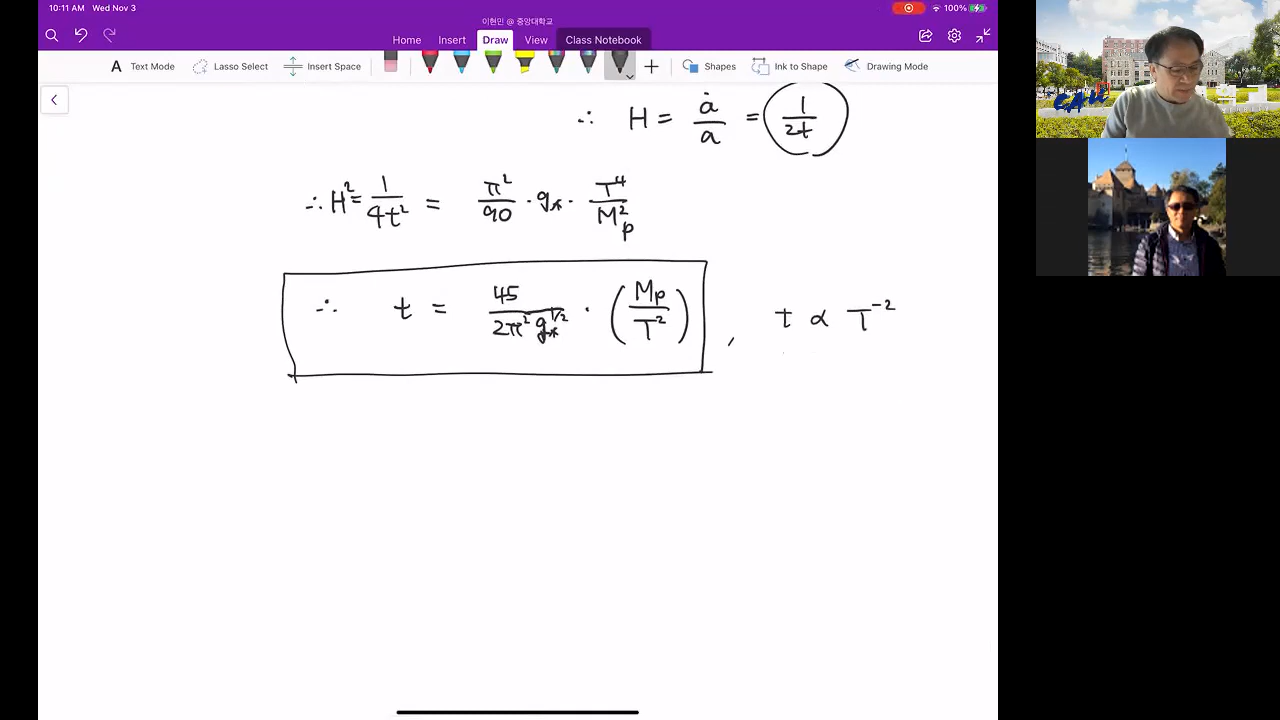 10:11 AM Wed Nov 3
100%
이현민 @ 중앙대학교
Home Insert Draw View Class Notebook
Text Mode Lasso Select Insert Space Shapes Ink to Shape Drawing Mode
∴ H = ȧ/a = 1/2t
∴ H² = 1/4t² = π²/90 · g* · T⁴/M²p
∴ t = 45/2π²g*^1/2 · (Mp/T²) , t ∝ T⁻²
CAU